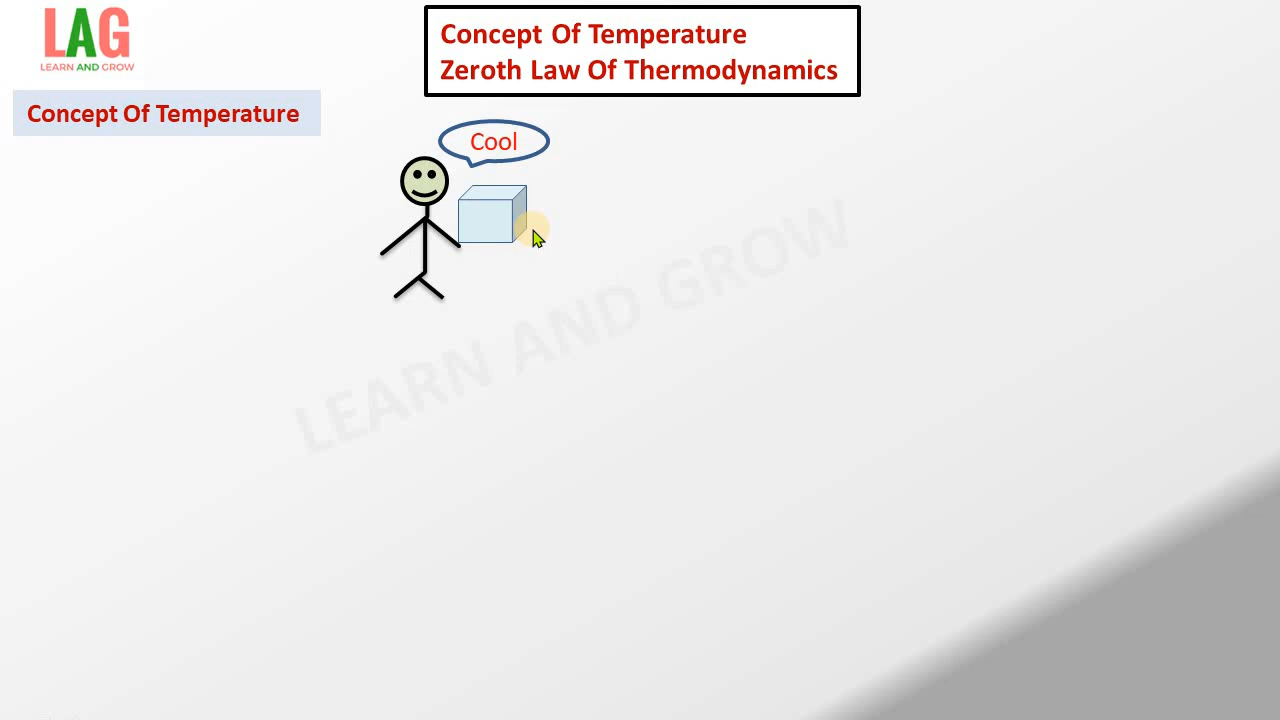 LAG
LEARN AND GROW
Concept Of Temperature
Zeroth Law Of Thermodynamics
Concept Of Temperature
Cool
LEARN AND GROW